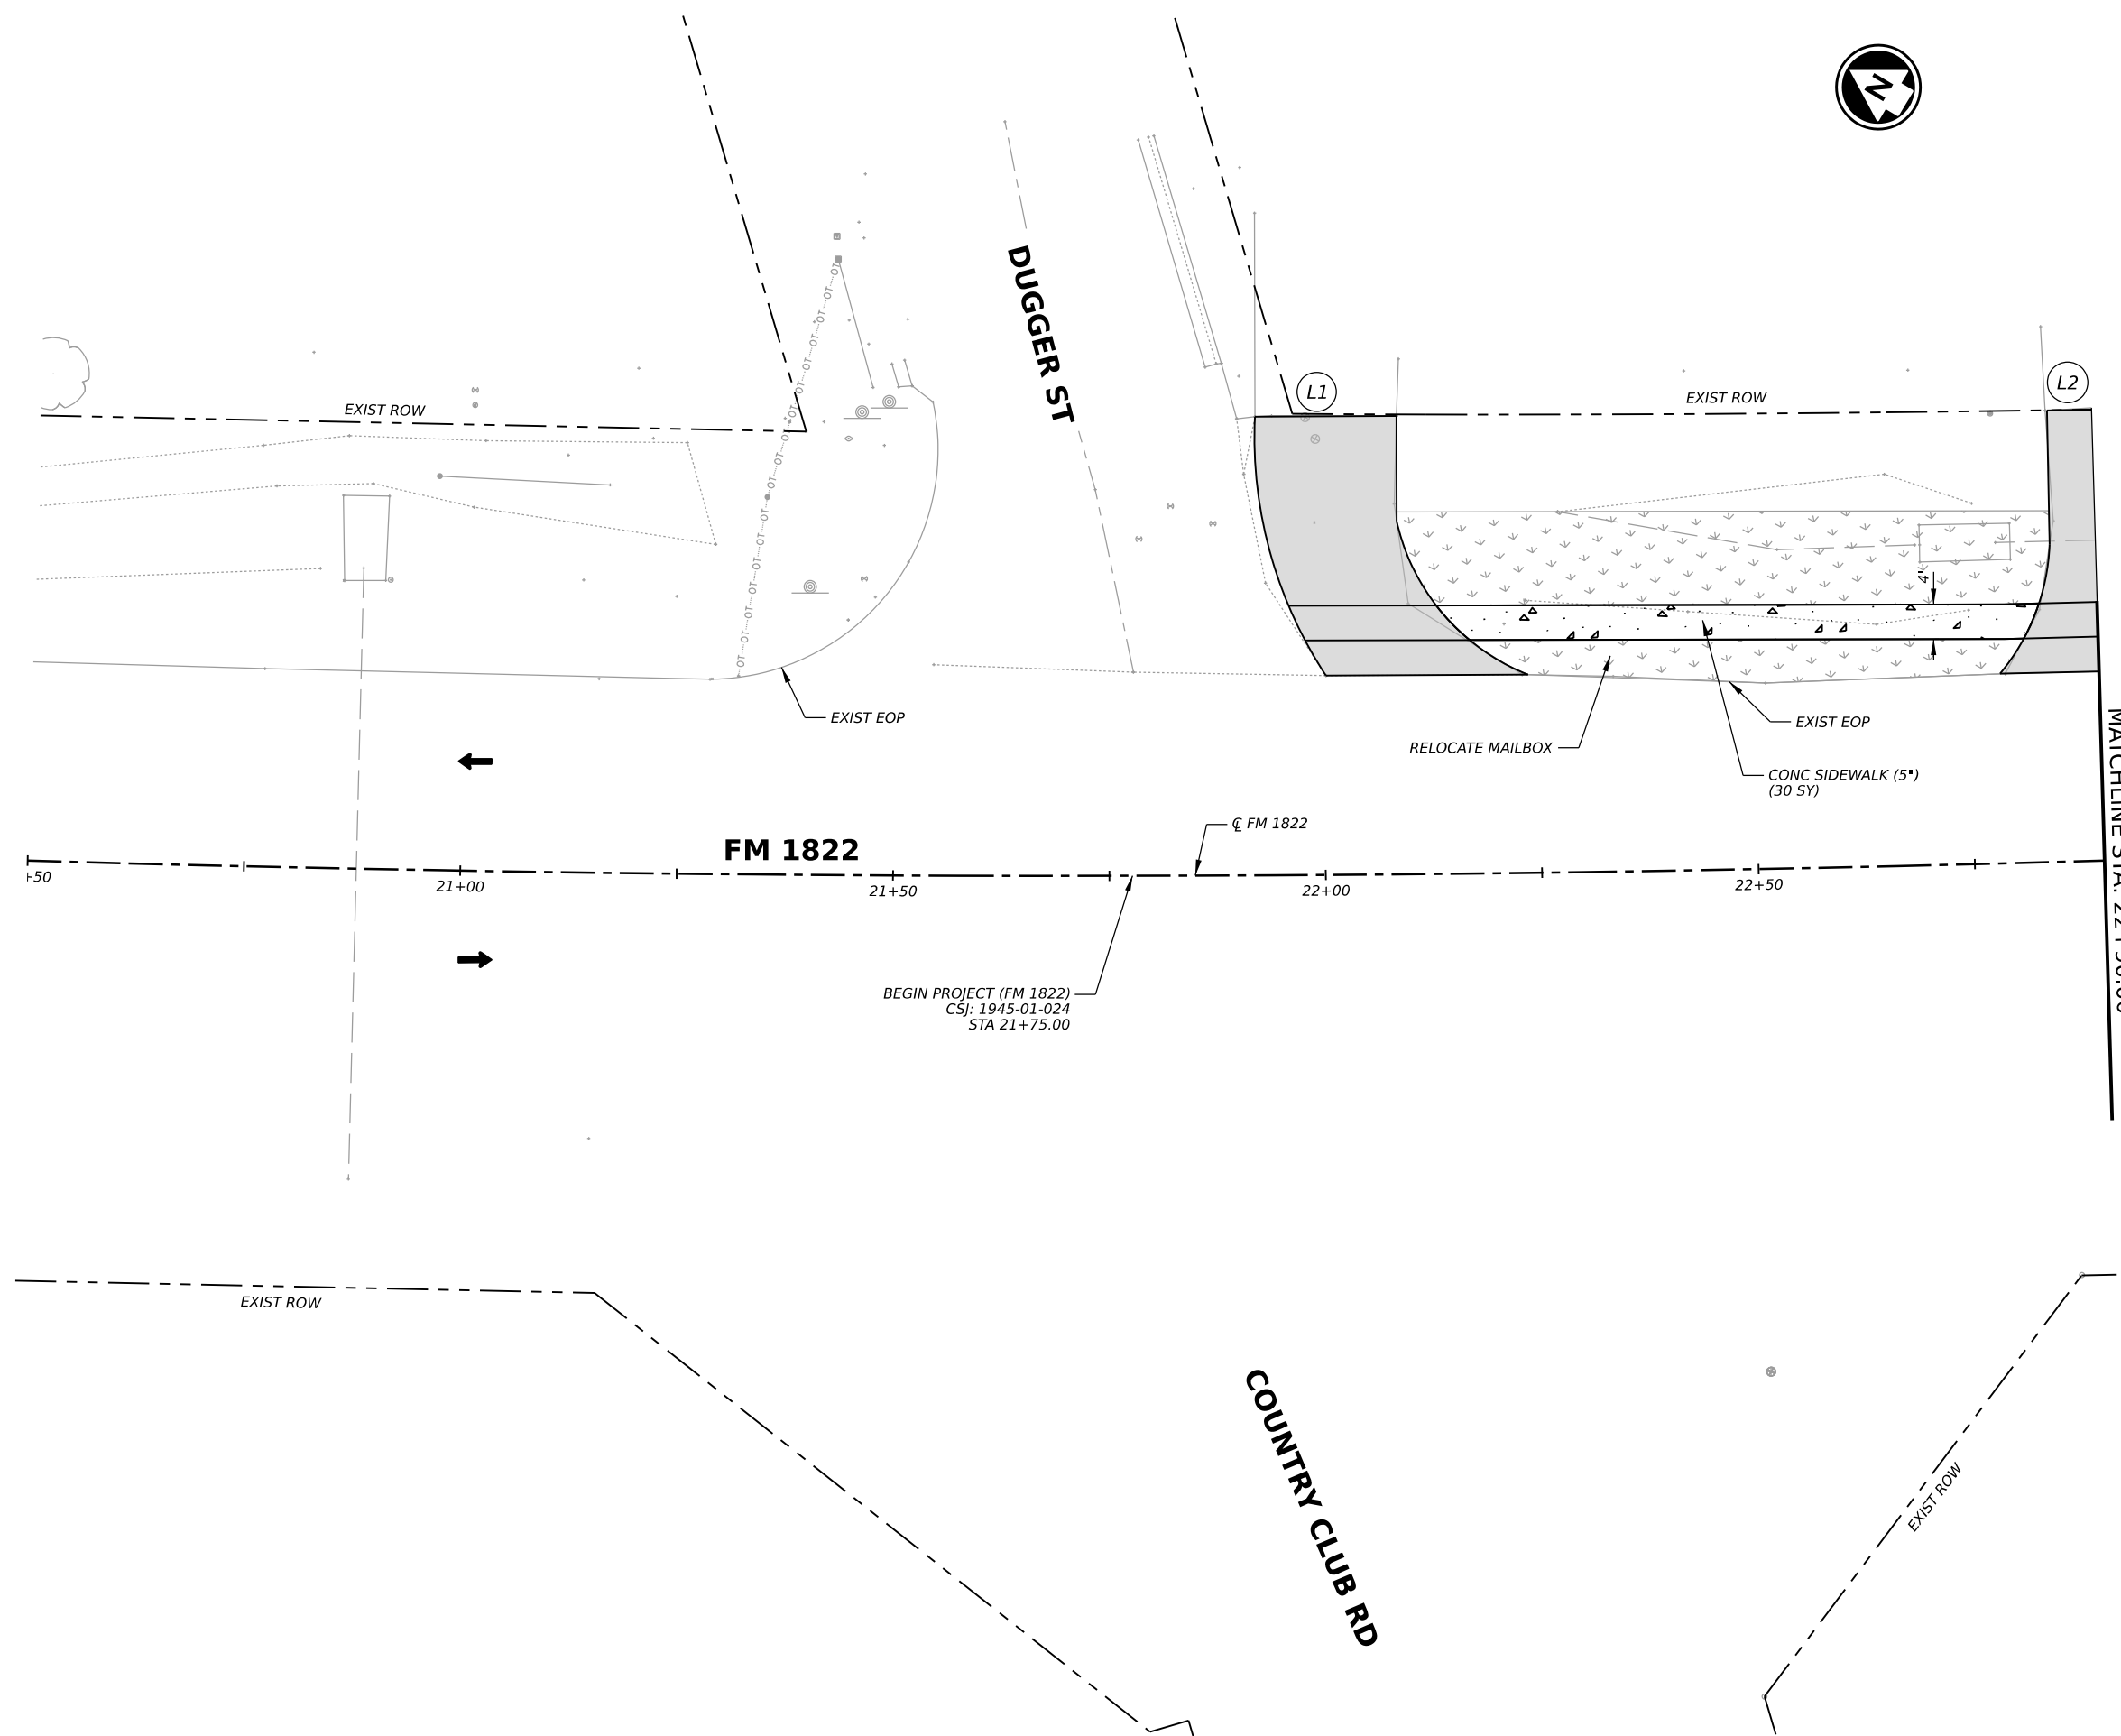 N
DUGGER ST
L1
L2
EXIST ROW
EXIST ROW
4'
EXIST EOP
EXIST EOP
RELOCATE MAILBOX
CONC SIDEWALK (5")
(30 SY)
℄ FM 1822
FM 1822
+50
21+00
21+50
22+00
22+50
BEGIN PROJECT (FM 1822)
CSJ: 1945-01-024
STA 21+75.00
EXIST ROW
COUNTRY CLUB RD
EXIST ROW
MATCHLINE STA.